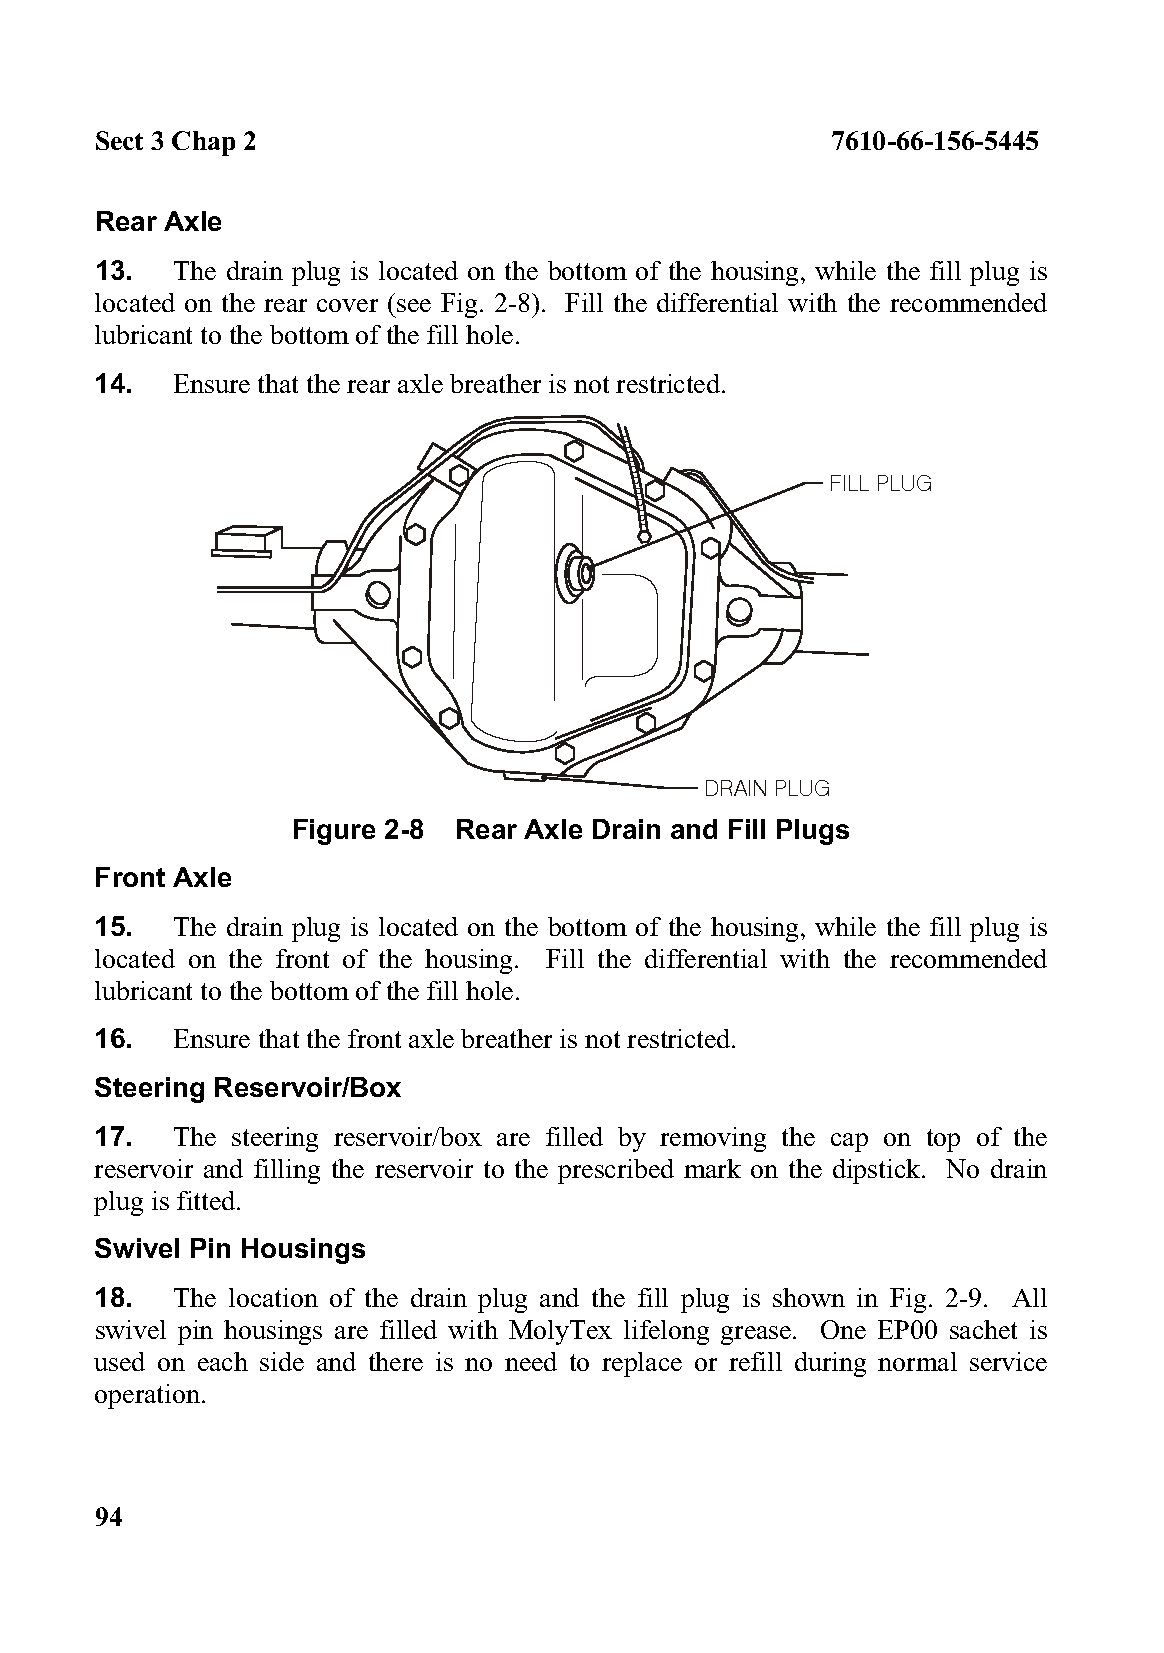 Sect 3 Chap 2 7610-66-156-5445
Rear Axle
13. The drain plug is located on the bottom of the housing, while the fill plug is
located on the rear cover (see Fig. 2-8). Fill the differential with the recommended
lubricant to the bottom of the fill hole.
14. Ensure that the rear axle breather is not restricted.
FILL PLUG
DRAIN PLUG
Figure 2-8 Rear Axle Drain and Fill Plugs
Front Axle
15. The drain plug is located on the bottom of the housing, while the fill plug is
located on the front of the housing. Fill the differential with the recommended
lubricant to the bottom of the fill hole.
16. Ensure that the front axle breather is not restricted.
Steering Reservoir/Box
17. The steering reservoir/box are filled by removing the cap on top of the
reservoir and filling the reservoir to the prescribed mark on the dipstick. No drain
plug is fitted.
Swivel Pin Housings
18. The location of the drain plug and the fill plug is shown in Fig. 2-9. All
swivel pin housings are filled with MolyTex lifelong grease. One EP00 sachet is
used on each side and there is no need to replace or refill during normal service
operation.
94